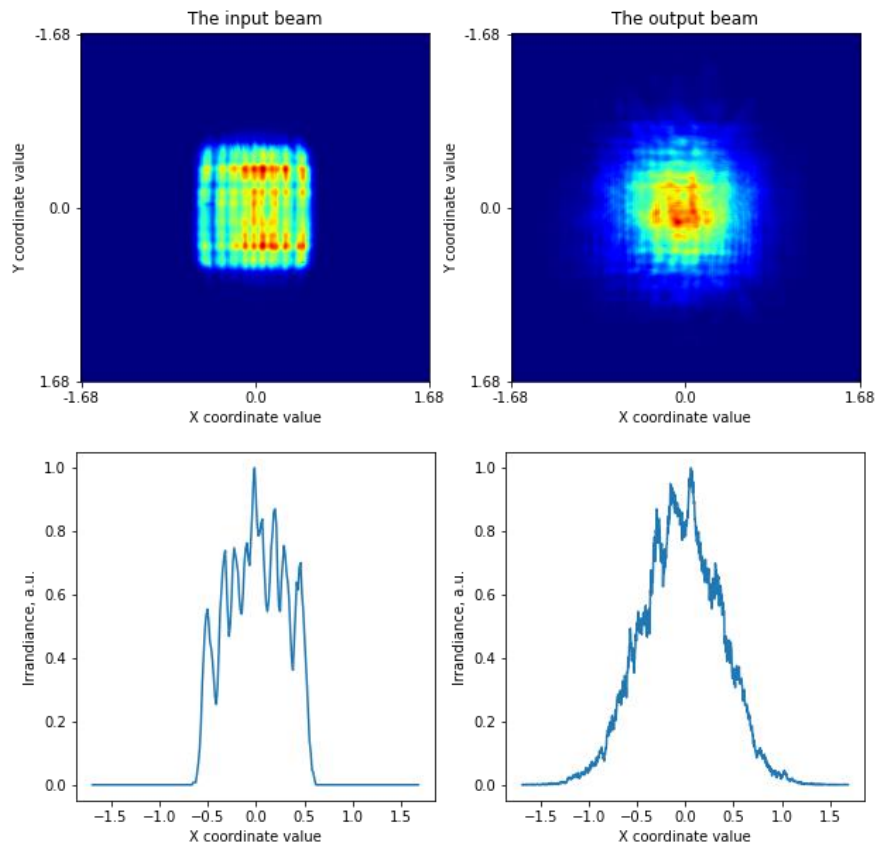 The input beam
The output beam
-1.68
0.0
1.68
Y coordinate value
-1.68
0.0
1.68
X coordinate value
-1.68
0.0
1.68
Y coordinate value
-1.68
0.0
1.68
X coordinate value
1.0
0.8
0.6
0.4
0.2
0.0
Irrandiance, a.u.
-1.5 -1.0 -0.5 0.0 0.5 1.0 1.5
X coordinate value
1.0
0.8
0.6
0.4
0.2
0.0
Irrandiance, a.u.
-1.5 -1.0 -0.5 0.0 0.5 1.0 1.5
X coordinate value